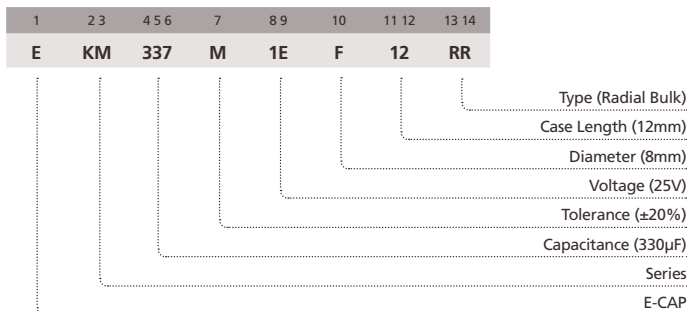 1 2 3 4 5 6 7 8 9 10 11 12 13 14
E KM 337 M 1E F 12 RR
Type (Radial Bulk)
Case Length (12mm)
Diameter (8mm)
Voltage (25V)
Tolerance (±20%)
Capacitance (330µF)
Series
E-CAP